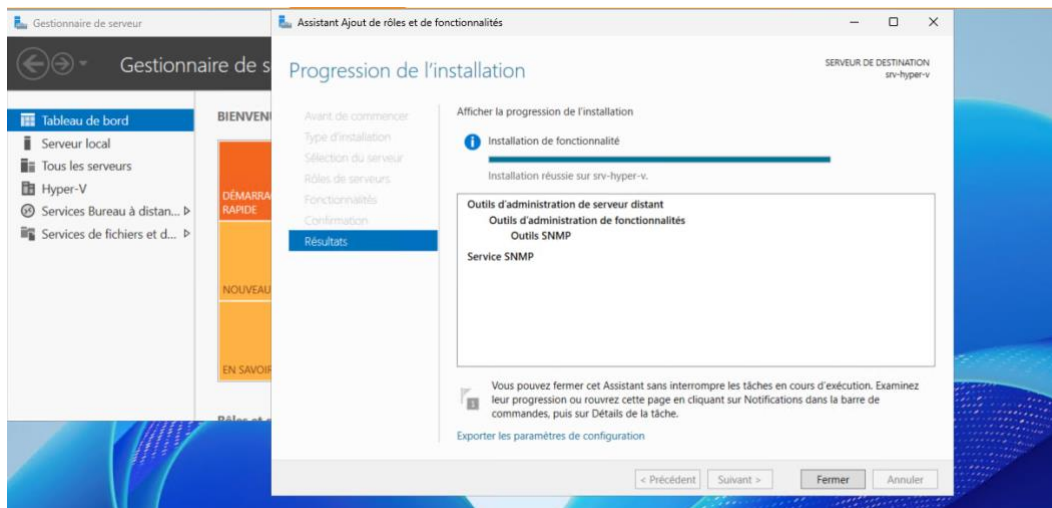 Gestionnaire de serveur
Gestionnaire de s
Tableau de bord
Serveur local
Tous les serveurs
Hyper-V
Services Bureau à distan...
Services de fichiers et d...
BIENVEN
DÉMARRA
RAPIDE
NOUVEAU
EN SAVOIR
Assistant Ajout de rôles et de fonctionnalités
Progression de l'installation
SERVEUR DE DESTINATION
srv-hyper-v
Avant de commencer
Type d'installation
Sélection du serveur
Rôles de serveurs
Fonctionnalités
Confirmation
Résultats
Afficher la progression de l'installation
Installation de fonctionnalité
Installation réussie sur srv-hyper-v.
Outils d'administration de serveur distant
Outils d'administration de fonctionnalités
Outils SNMP
Service SNMP
Vous pouvez fermer cet Assistant sans interrompre les tâches en cours d'exécution. Examinez
leur progression ou rouvrez cette page en cliquant sur Notifications dans la barre de
commandes, puis sur Détails de la tâche.
Exporter les paramètres de configuration
< Précédent
Suivant >
Fermer
Annuler